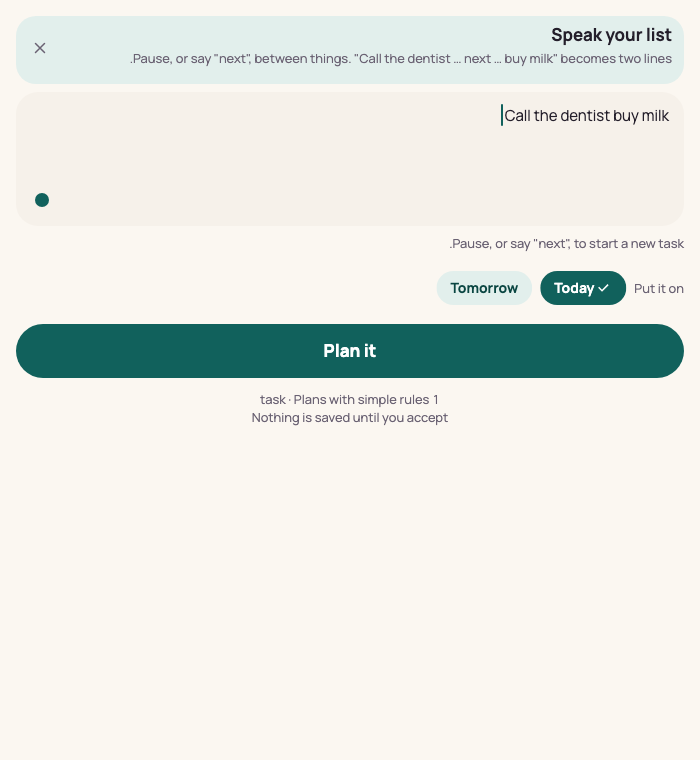 Speak your list
.Pause, or say "next", between things. "Call the dentist … next … buy milk" becomes two lines
Call the dentist buy milk
.Pause, or say "next", to start a new task
Tomorrow Today Put it on
Plan it
task · Plans with simple rules 1
Nothing is saved until you accept